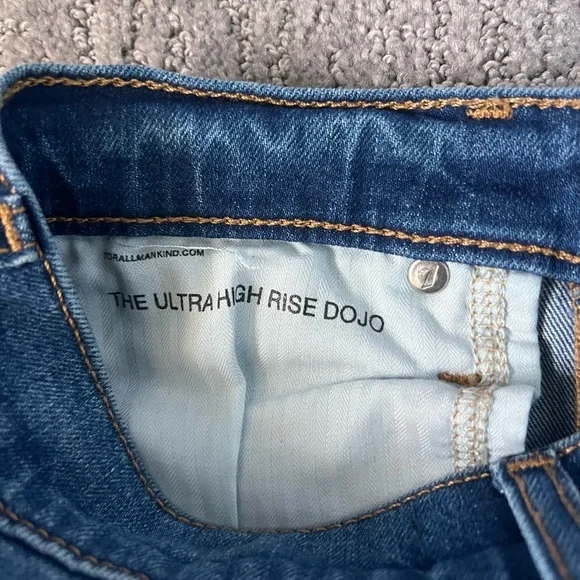 ORALLMANKIND.COM
THE ULTRA HIGH RISE DOJO